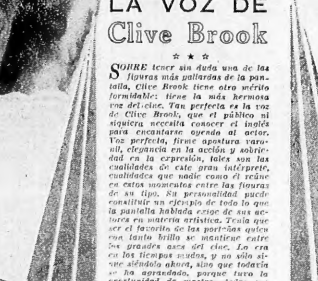 LA VOZ DE
Clive Brook
SOBRE tener sin duda una de las
figuras más gallardas de la pan-
talla, Clive Brook tiene otro mérito
formidable: tiene la más hermosa
voz del cine. Tan perfecta es la voz
de Clive Brook, que el público ni
siquiera necesita conocer el inglés
para encantarse oyendo al actor.
Voz perfecta, firme apostura varo-
nil, elegancia en la acción y sobrie-
dad en la expresión, tales son las
cualidades de este gran intérprete,
cualidades que nadie como él reúne
en estos momentos entre las figuras
de su tipo. Su personalidad puede
constituir un ejemplo de todo lo que
la pantalla hablada exige de sus ac-
tores en materia artística. Tenía que
ser el favorito de las porteñas quien
con tanto brillo se mantiene entre
los grandes ases del cine. Lo era
en los tiempos mudos, y no sólo si-
gue siéndolo ahora, sino que todavía
se ha agrandado, porque tuvo la